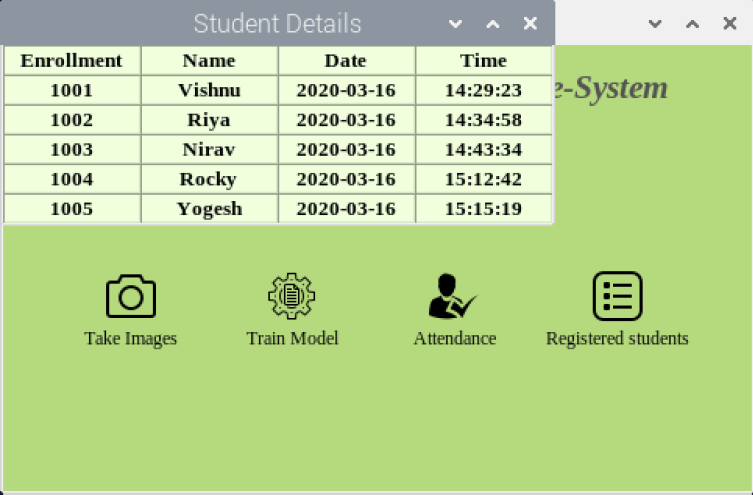 Student Details
Enrollment Name Date Time
1001 Vishnu 2020-03-16 14:29:23
1002 Riya 2020-03-16 14:34:58
1003 Nirav 2020-03-16 14:43:34
1004 Rocky 2020-03-16 15:12:42
1005 Yogesh 2020-03-16 15:15:19
e-System
Take Images Train Model Attendance Registered students